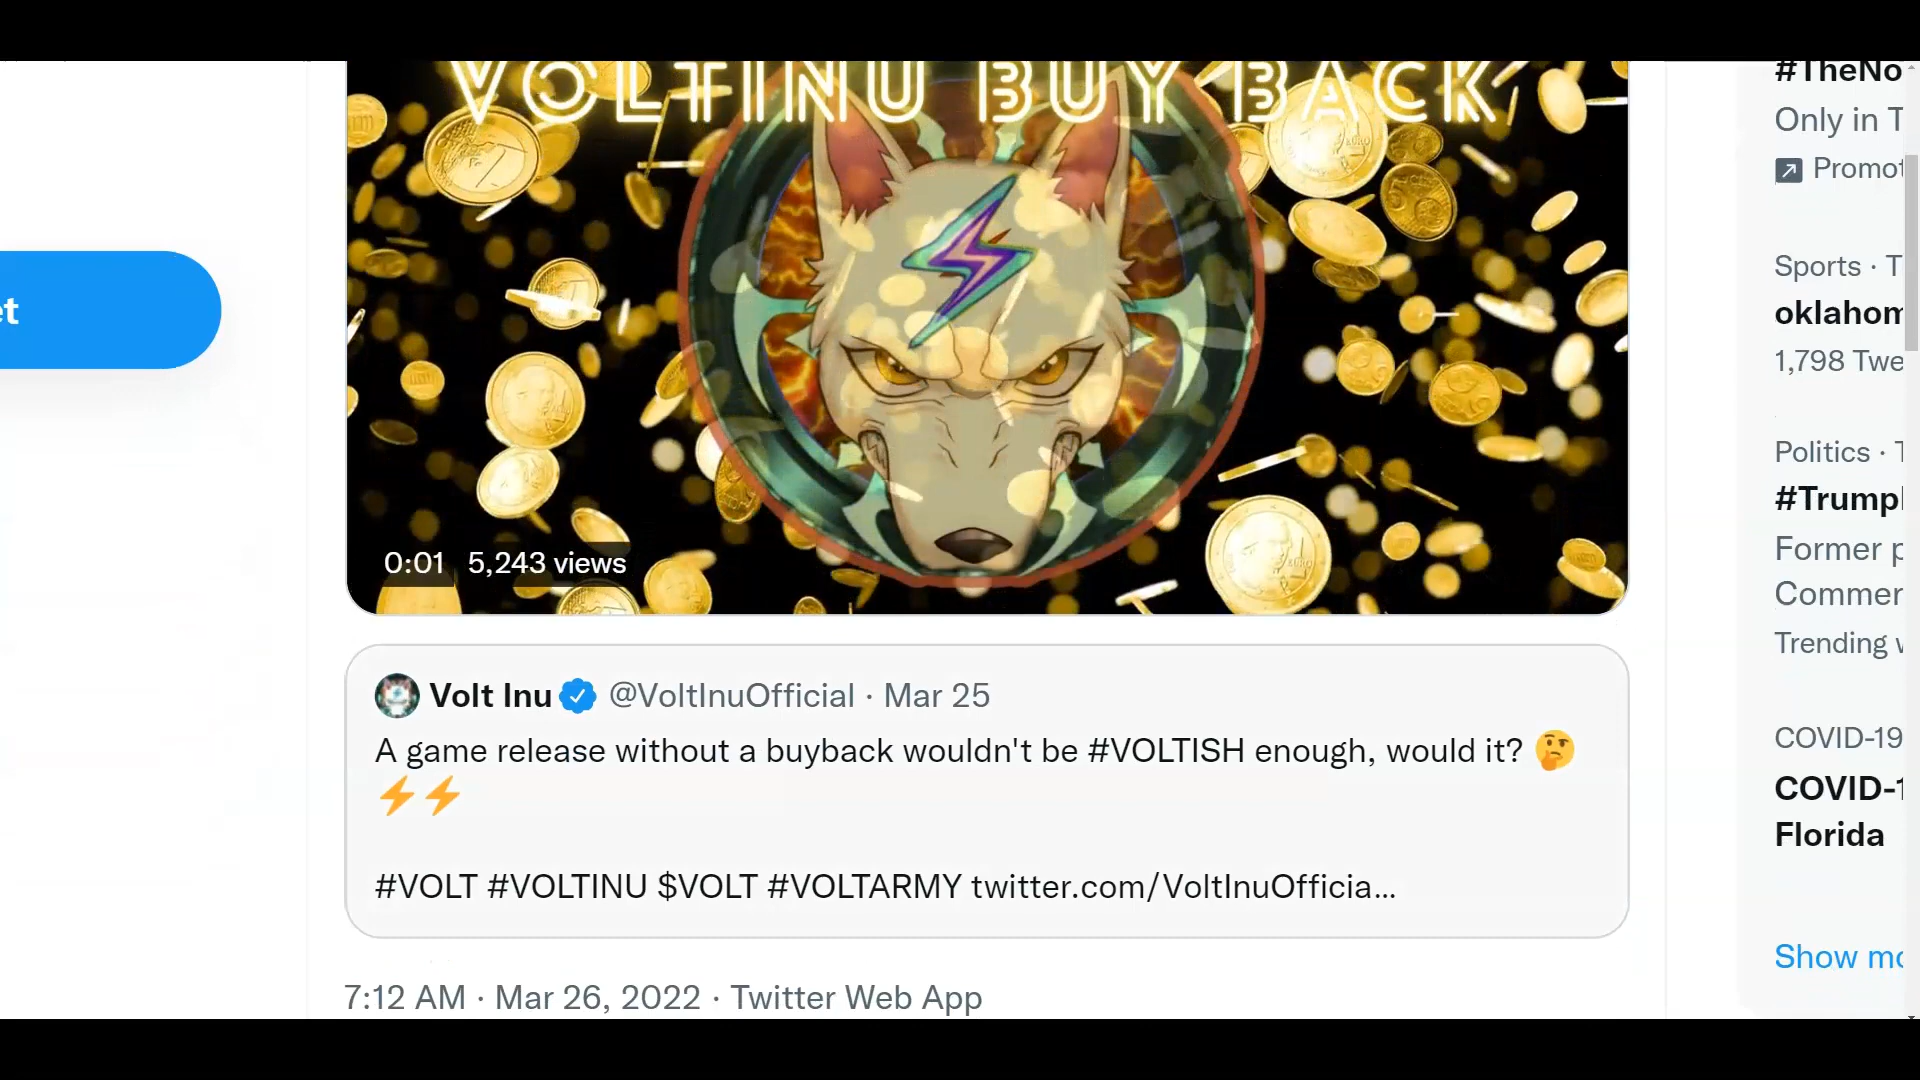 VOLTINU BUY BACK
0:01 5,243 views
Volt Inu @VoltInuOfficial · Mar 25
A game release without a buyback wouldn't be #VOLTISH enough, would it? 🤔
⚡⚡
#VOLT #VOLTINU $VOLT #VOLTARMY twitter.com/VoltInuOfficia...
7:12 AM · Mar 26, 2022 · Twitter Web App
et
#TheNo
Only in T
Promot
Sports · T
oklahom
1,798 Twe
Politics · T
#Trump
Former p
Commer
Trending w
COVID-19
COVID-1
Florida
Show mo